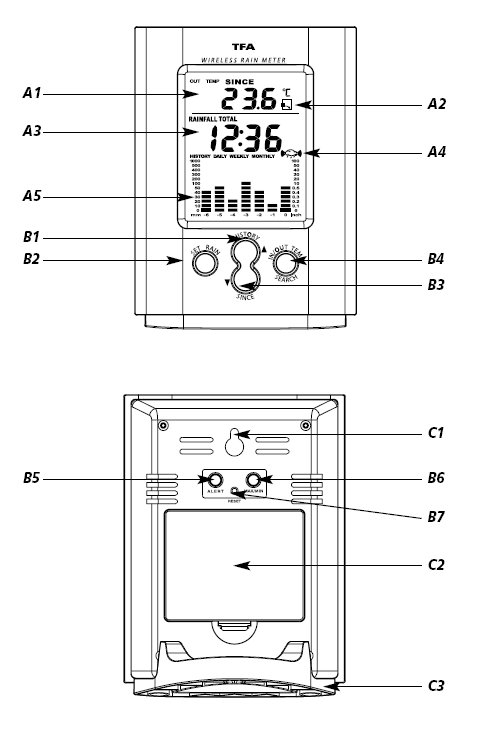 TFA
WIRELESS RAIN METER
OUT TEMP SINCE
A1 23.6 °C
A2
RAINFALL TOTAL
A3 12:36
A4
HISTORY DAILY WEEKLY MONTHLY
1000 100
500 50
400 40
300 30
200 20
100 10
50 0.5
40 0.4
30 0.3
A5 20 0.2
10 0.1
0 0
mm -6 -5 -4 -3 -2 -1 0 inch
B1 HISTORY
B2 SET RAIN ▲ IN/OUT TEMP B4
▼ SEARCH
SINCE B3
C1
B5 B6
ALERT MAX/MIN
RESET B7
C2
C3